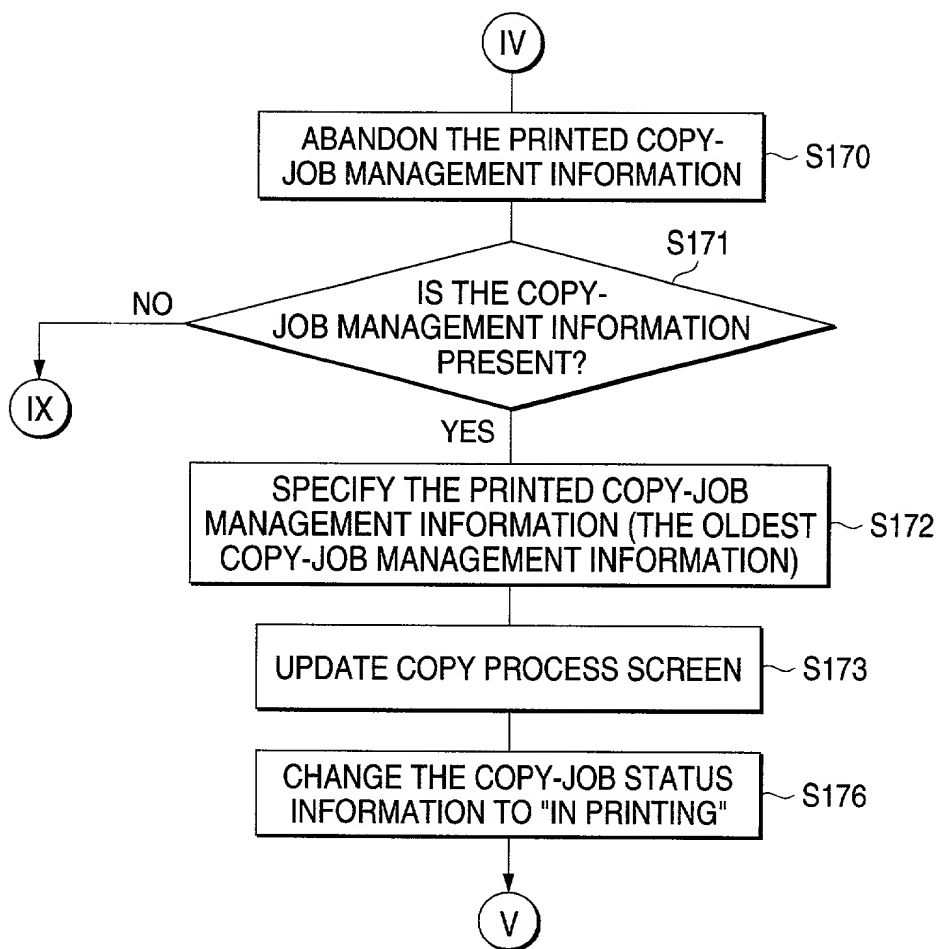 IV
ABANDON THE PRINTED COPY-
JOB MANAGEMENT INFORMATION
S170
S171
IS THE COPY-
JOB MANAGEMENT INFORMATION
PRESENT?
NO
IX
YES
SPECIFY THE PRINTED COPY-JOB
MANAGEMENT INFORMATION (THE OLDEST
COPY-JOB MANAGEMENT INFORMATION)
S172
UPDATE COPY PROCESS SCREEN
S173
CHANGE THE COPY-JOB STATUS
INFORMATION TO "IN PRINTING"
S176
V